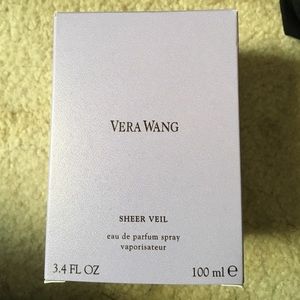 VERA WANG
SHEER VEIL
eau de parfum spray
vaporisateur
3.4 FL OZ 100 ml ℮